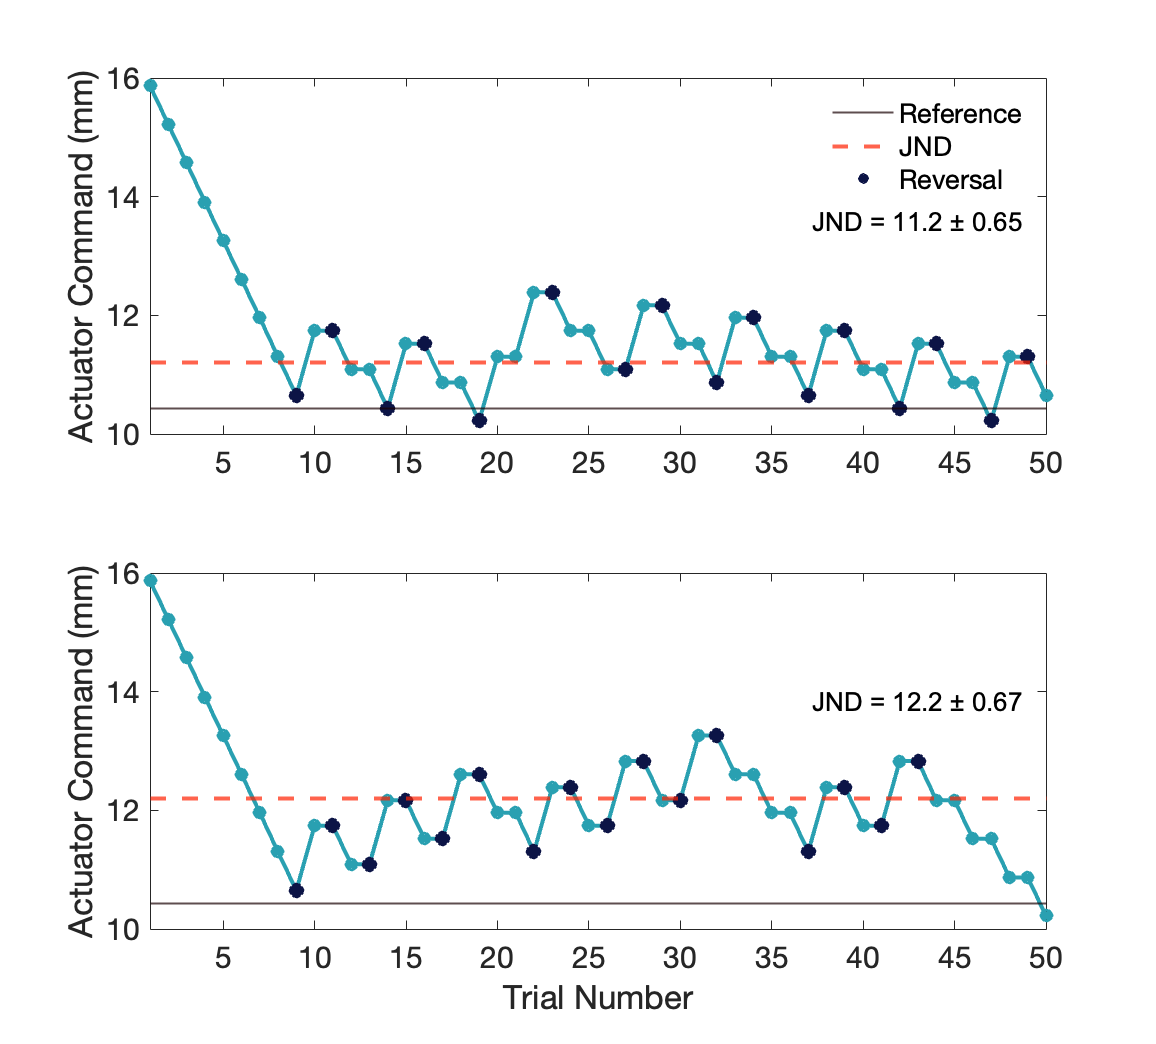 16
14
12
10
Actuator Command (mm)
Reference
JND
Reversal
JND = 11.2 ± 0.65
5 10 15 20 25 30 35 40 45 50
16
14
12
10
Actuator Command (mm)
JND = 12.2 ± 0.67
5 10 15 20 25 30 35 40 45 50
Trial Number